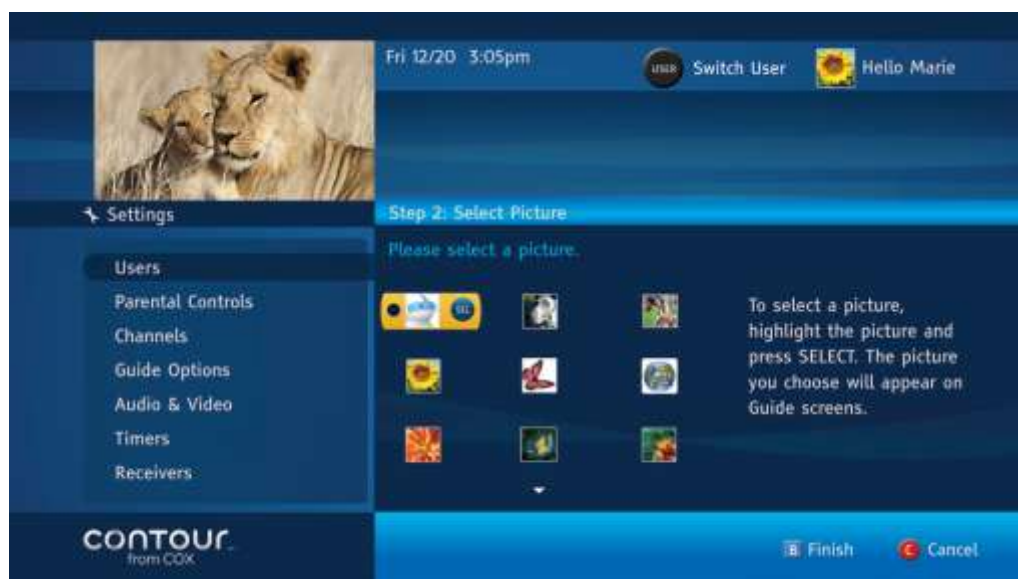 Fri 12/20 3:05pm
USER Switch User
Hello Marie
Settings
Step 2: Select Picture
Please select a picture.
Users
Parental Controls
Channels
Guide Options
Audio & Video
Timers
Receivers
SEL
To select a picture,
highlight the picture and
press SELECT. The picture
you choose will appear on
Guide screens.
contour
from COX
B Finish
C Cancel